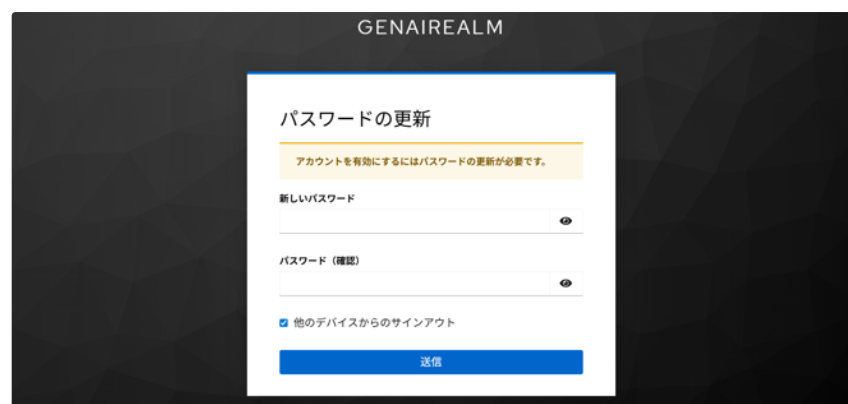 GENAIREALM
パスワードの更新
アカウントを有効にするにはパスワードの更新が必要です。
新しいパスワード
パスワード（確認）
他のデバイスからのサインアウト
送信